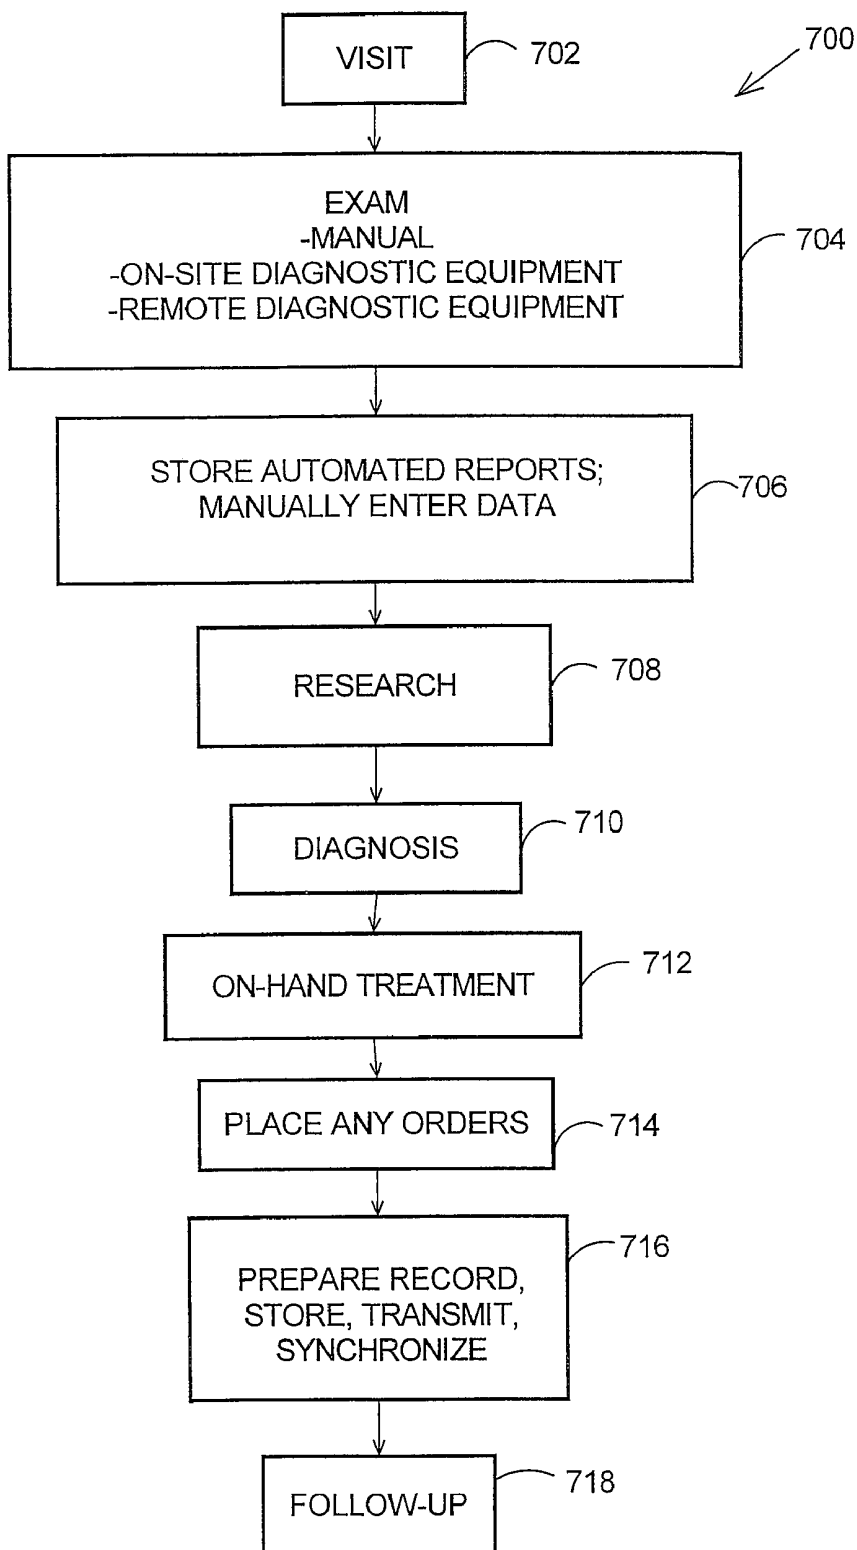 700
VISIT
702
EXAM
-MANUAL
-ON-SITE DIAGNOSTIC EQUIPMENT
-REMOTE DIAGNOSTIC EQUIPMENT
704
STORE AUTOMATED REPORTS;
MANUALLY ENTER DATA
706
RESEARCH
708
DIAGNOSIS
710
ON-HAND TREATMENT
712
PLACE ANY ORDERS
714
PREPARE RECORD,
STORE, TRANSMIT,
SYNCHRONIZE
716
FOLLOW-UP
718